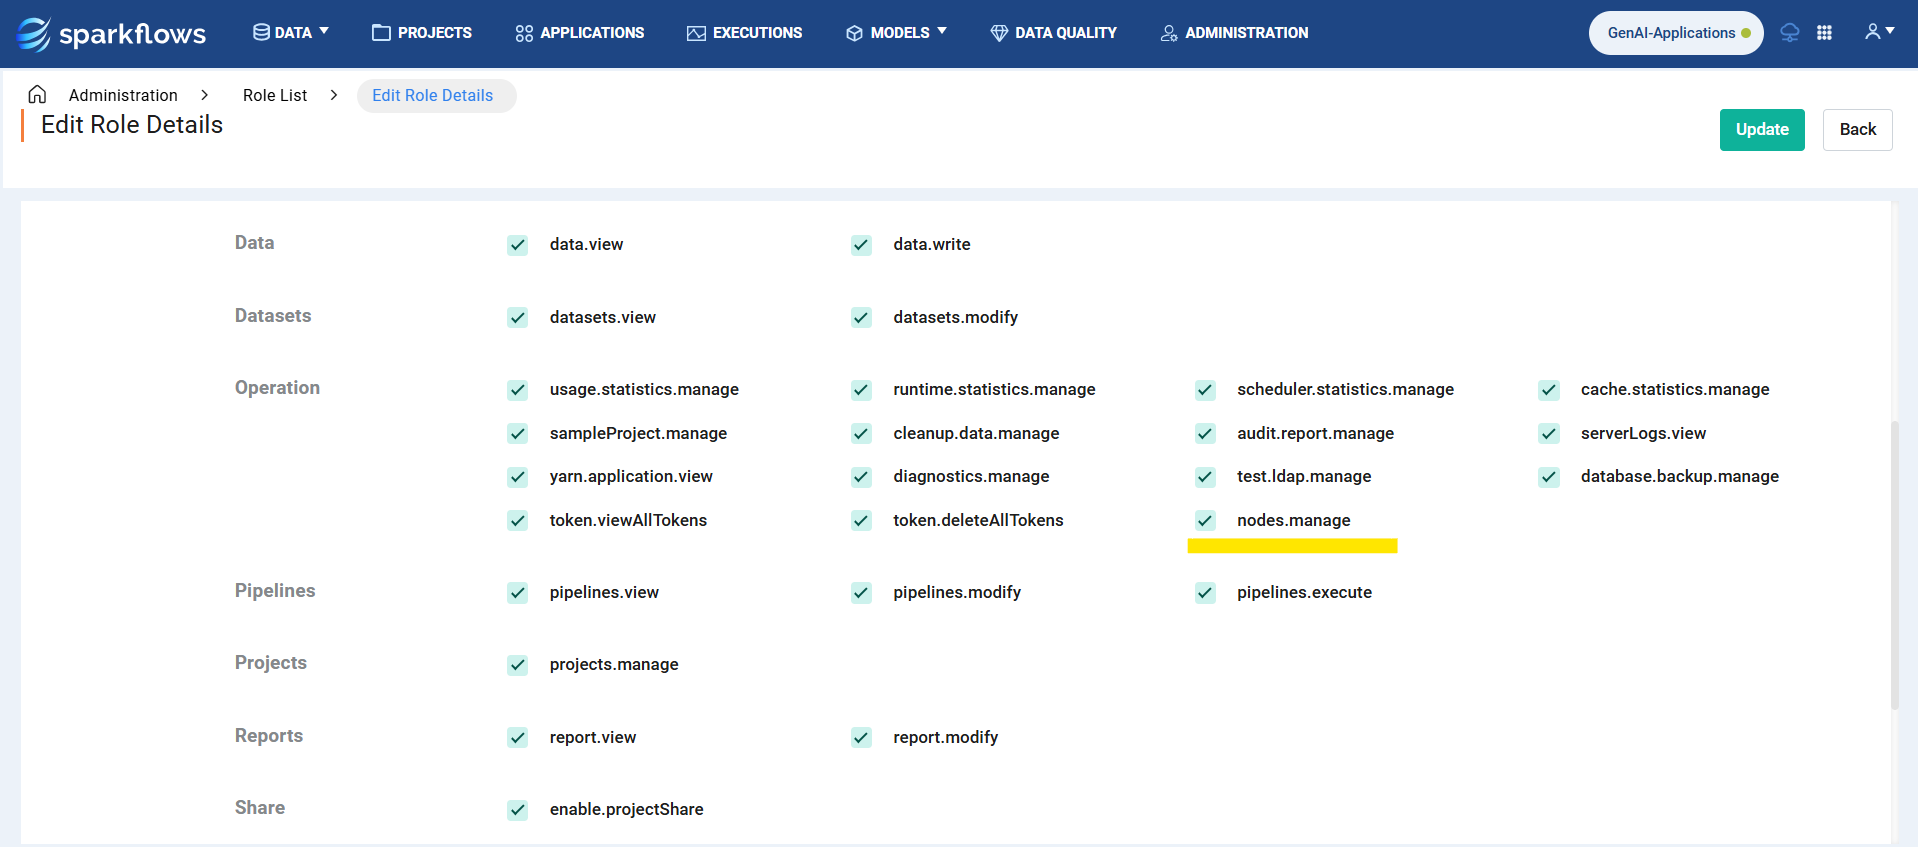 sparkflows DATA PROJECTS APPLICATIONS EXECUTIONS MODELS DATA QUALITY ADMINISTRATION GenAI-Applications
Administration > Role List > Edit Role Details
Edit Role Details
Update Back
Data data.view data.write
Datasets datasets.view datasets.modify
Operation usage.statistics.manage runtime.statistics.manage scheduler.statistics.manage cache.statistics.manage
sampleProject.manage cleanup.data.manage audit.report.manage serverLogs.view
yarn.application.view diagnostics.manage test.ldap.manage database.backup.manage
token.viewAllTokens token.deleteAllTokens nodes.manage
Pipelines pipelines.view pipelines.modify pipelines.execute
Projects projects.manage
Reports report.view report.modify
Share enable.projectShare